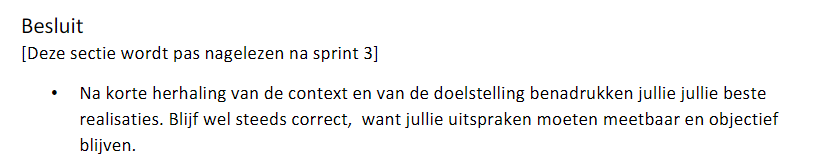 Besluit
[Deze sectie wordt pas nagelezen na sprint 3]
• Na korte herhaling van de context en van de doelstelling benadrukken jullie jullie beste
realisaties. Blijf wel steeds correct,  want jullie uitspraken moeten meetbaar en objectief
blijven.